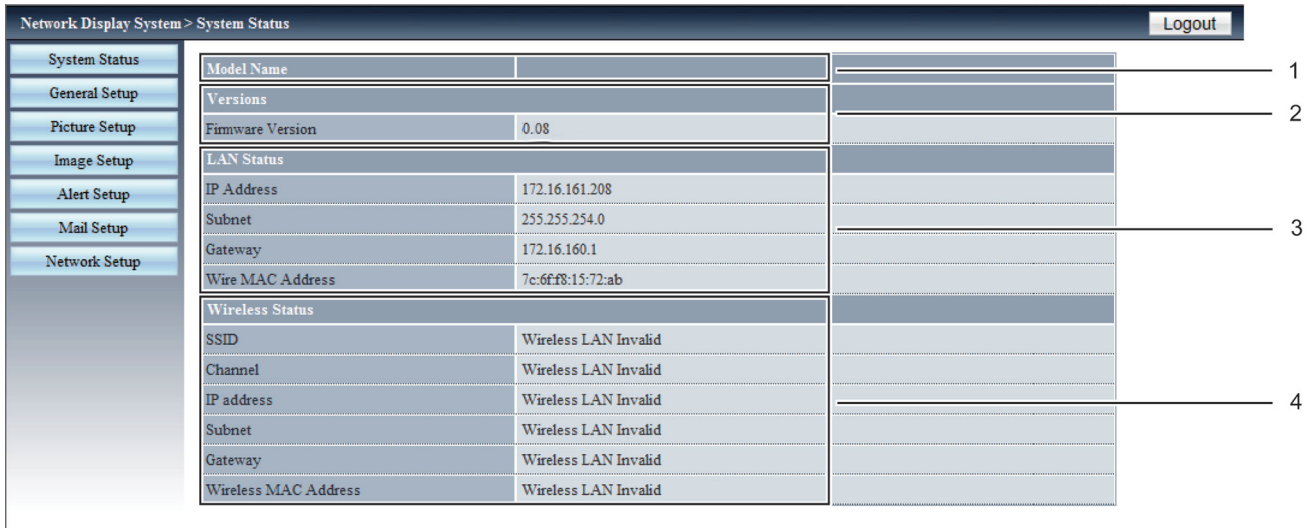 Network Display System > System Status
Logout
System Status
General Setup
Picture Setup
Image Setup
Alert Setup
Mail Setup
Network Setup
Model Name
1
Versions
2
Firmware Version 0.08
LAN Status
IP Address 172.16.161.208
Subnet 255.255.254.0
3
Gateway 172.16.160.1
Wire MAC Address 7c:6f:f8:15:72:ab
Wireless Status
SSID Wireless LAN Invalid
Channel Wireless LAN Invalid
IP address Wireless LAN Invalid
4
Subnet Wireless LAN Invalid
Gateway Wireless LAN Invalid
Wireless MAC Address Wireless LAN Invalid